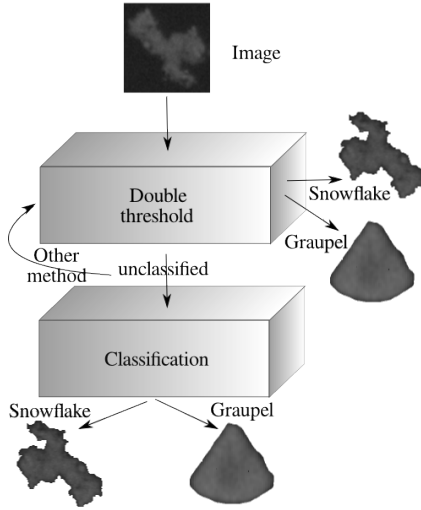 Image
Double
threshold
Snowflake
Graupel
Other
method
unclassified
Classification
Snowflake
Graupel